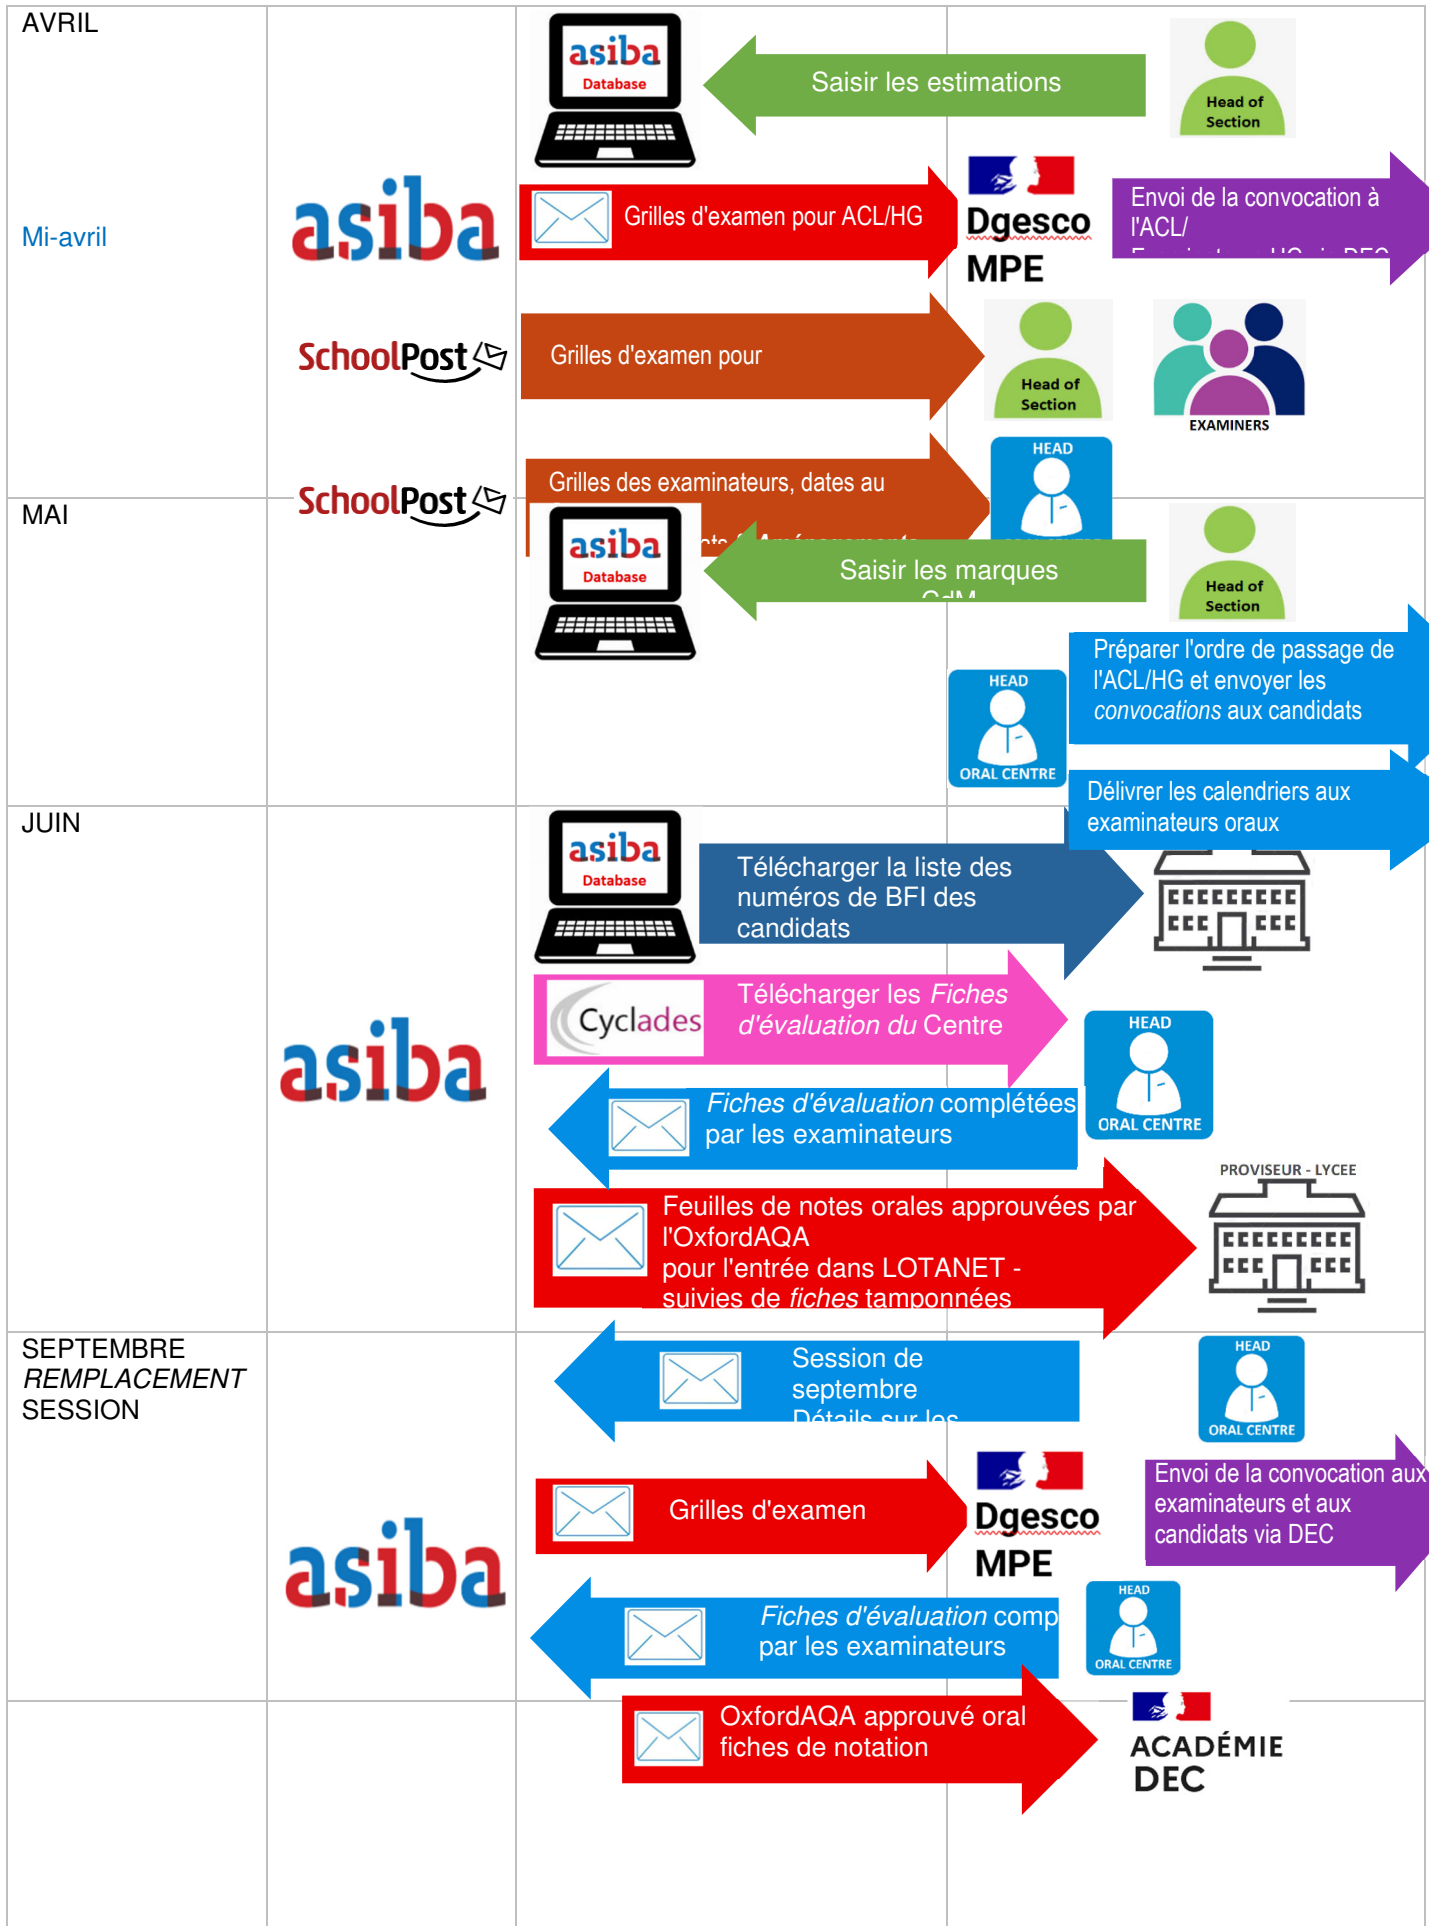 AVRIL
asiba
Database
Saisir les estimations
Head of
Section
Mi-avril
asiba
Grilles d'examen pour ACL/HG
Dgesco
MPE
Envoi de la convocation à
l'ACL/
SchoolPost
Grilles d'examen pour
Head of
Section
EXAMINERS
SchoolPost
Grilles des examinateurs, dates au
HEAD
MAI
asiba
Database
Saisir les marques
CdM
Head of
Section
HEAD
ORAL CENTRE
Préparer l'ordre de passage de
l'ACL/HG et envoyer les
convocations aux candidats
Délivrer les calendriers aux
examinateurs oraux
JUIN
asiba
Database
Télécharger la liste des
numéros de BFI des
candidats
asiba
Cyclades
Télécharger les Fiches
d'évaluation du Centre
HEAD
ORAL CENTRE
Fiches d'évaluation complétées
par les examinateurs
Feuilles de notes orales approuvées par
l'OxfordAQA
pour l'entrée dans LOTANET -
suivies de fiches tamponnées
PROVISEUR - LYCEE
SEPTEMBRE
REMPLACEMENT
SESSION
Session de
septembre
Détails sur les
HEAD
ORAL CENTRE
asiba
Grilles d'examen
Dgesco
MPE
Envoi de la convocation aux
examinateurs et aux
candidats via DEC
Fiches d'évaluation comp
par les examinateurs
HEAD
ORAL CENTRE
OxfordAQA approuvé oral
fiches de notation
ACADÉMIE
DEC